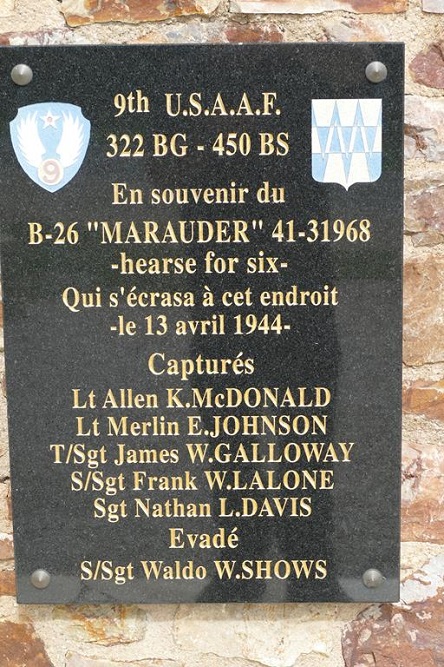 9th U.S.A.A.F.
322 BG - 450 BS
9
En souvenir du
B-26 "MARAUDER" 41-31968
-hearse for six-
Qui s'écrasa à cet endroit
-le 13 avril 1944-
Capturés
Lt Allen K.McDONALD
Lt Merlin E.JOHNSON
T/Sgt James W.GALLOWAY
S/Sgt Frank W.LALONE
Sgt Nathan L.DAVIS
Evadé
S/Sgt Waldo W.SHOWS